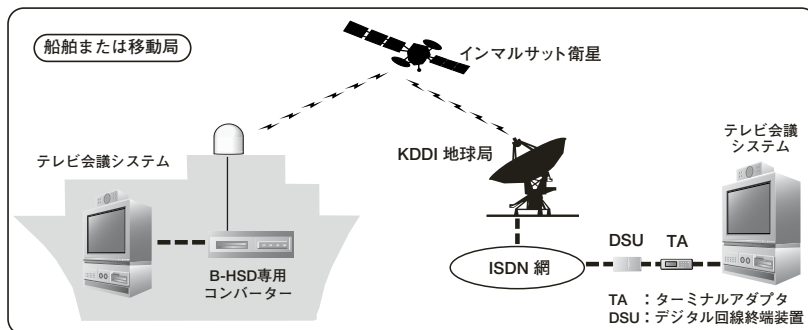 船舶または移動局
インマルサット衛星
テレビ会議システム
B-HSD専用
コンバーター
KDDI 地球局
ISDN 網
DSU
TA
テレビ会議
システム
TA ：ターミナルアダプタ
DSU：デジタル回線終端装置